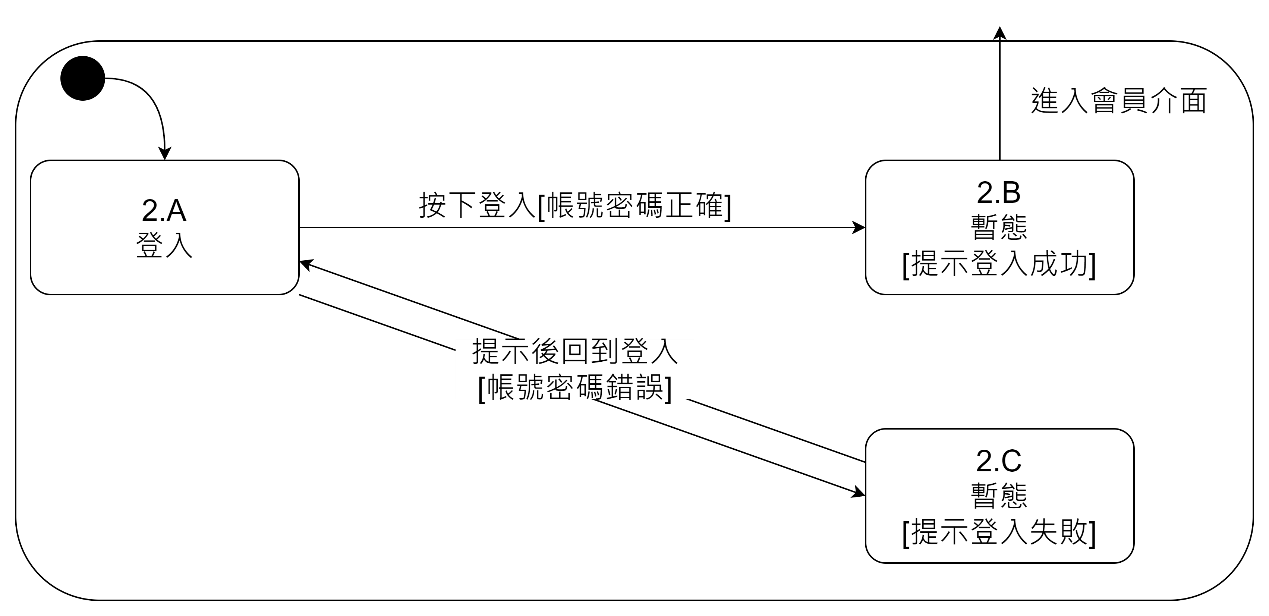 進入會員介面
2.A
登入
按下登入[帳號密碼正確]
2.B
暫態
[提示登入成功]
提示後回到登入
[帳號密碼錯誤]
2.C
暫態
[提示登入失敗]